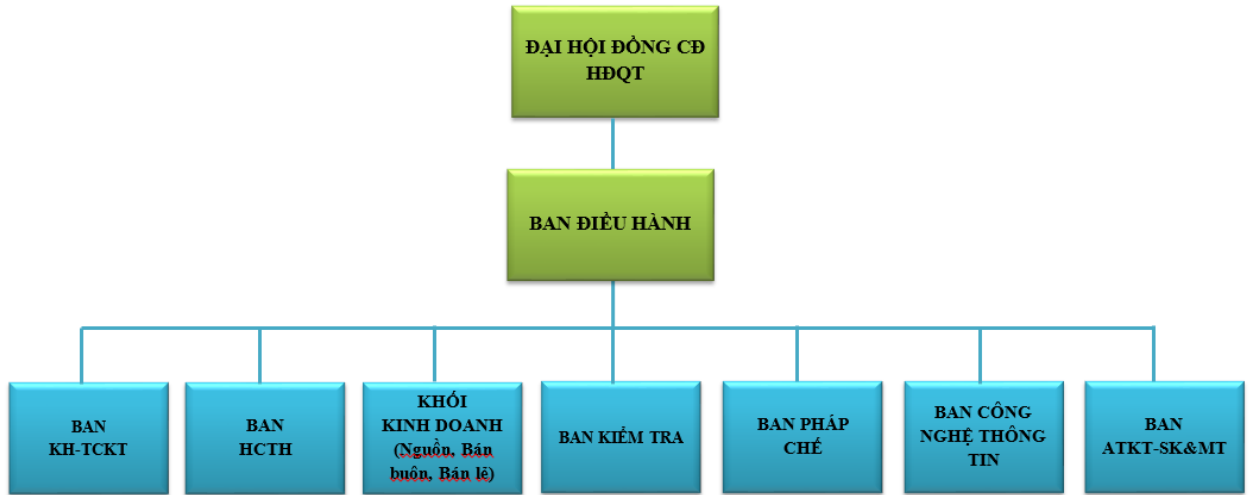 ĐẠI HỘI ĐỒNG CĐ
HĐQT
BAN ĐIỀU HÀNH
BAN
KH-TCKT
BAN
HCTH
KHỐI
KINH DOANH
(Nguồn, Bán
buôn, Bán lẻ)
BAN KIỂM TRA
BAN PHÁP
CHẾ
BAN CÔNG
NGHỆ THÔNG
TIN
BAN
ATKT-SK&MT